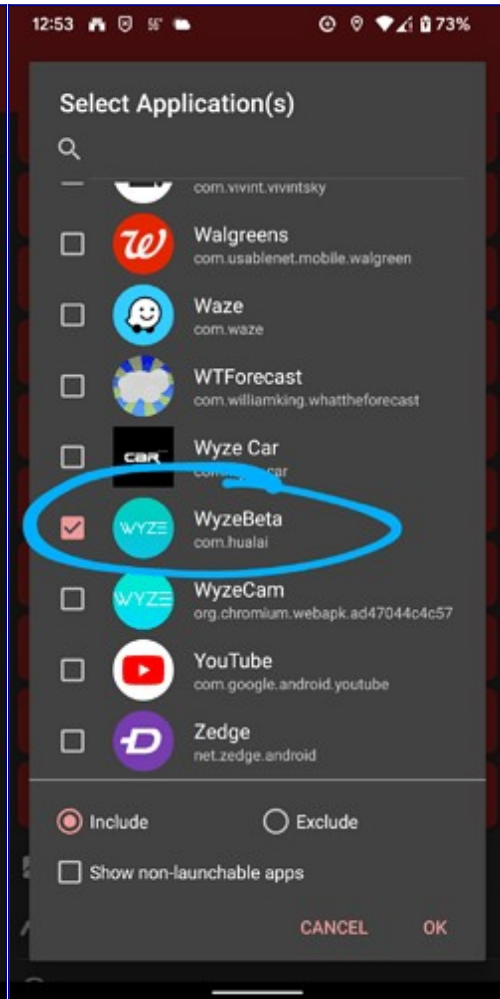 12:53 56° 73%
Select Application(s)
com.vivint.vivintsky
Walgreens
com.usablenet.mobile.walgreen
Waze
com.waze
WTForecast
com.williamking.whattheforecast
CAR
Wyze Car
car
WYZE
WyzeBeta
com.hualai
WYZE
WyzeCam
org.chromium.webapk.ad47044c4c57
YouTube
com.google.android.youtube
Zedge
net.zedge.android
Include Exclude
Show non-launchable apps
CANCEL OK